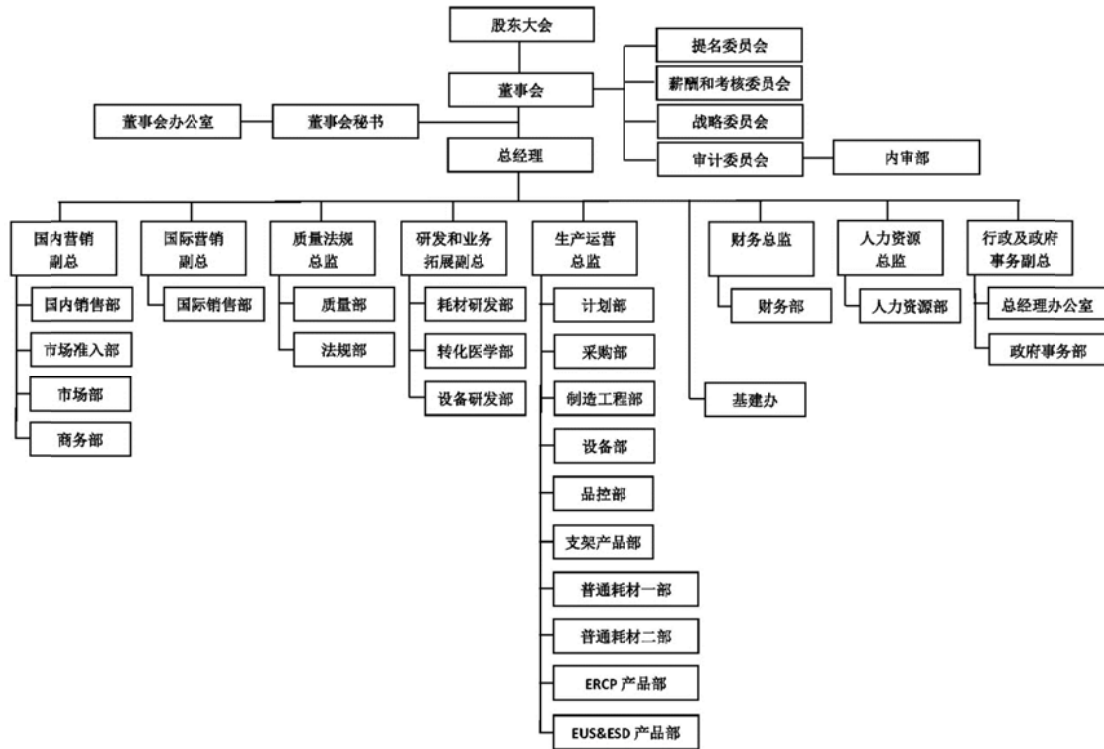 股东大会
提名委员会
董事会
薪酬和考核委员会
董事会办公室
董事会秘书
战略委员会
总经理
审计委员会
内审部
国内营销
副总
国际营销
副总
质量法规
总监
研发和业务
拓展副总
生产运营
总监
财务总监
人力资源
总监
行政及政府
事务副总
国内销售部
国际销售部
质量部
耗材研发部
计划部
财务部
人力资源部
总经理办公室
市场准入部
法规部
转化医学部
采购部
政府事务部
市场部
设备研发部
制造工程部
基建办
商务部
设备部
品控部
支架产品部
普通耗材一部
普通耗材二部
ERCP 产品部
EUS&ESD 产品部